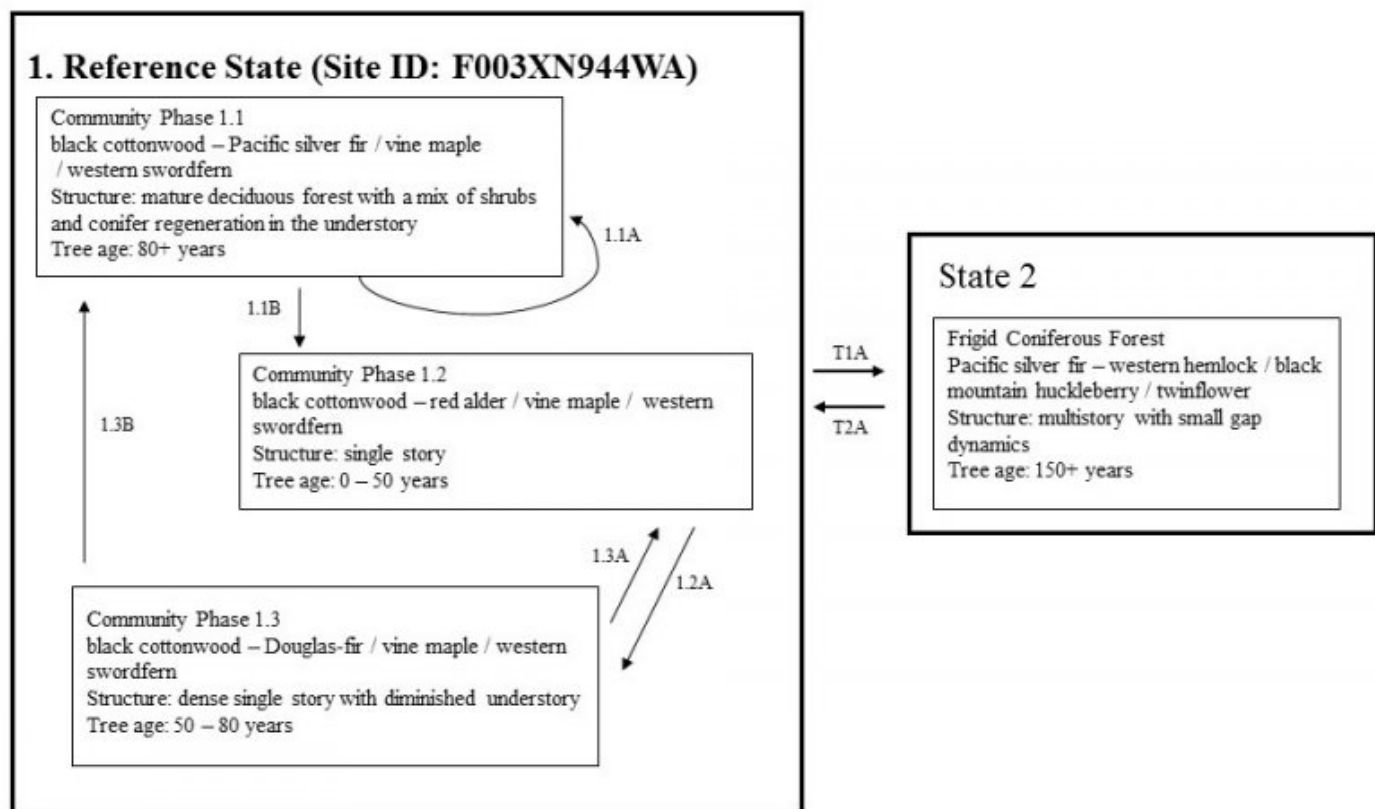 1. Reference State (Site ID: F003XN944WA)
Community Phase 1.1
black cottonwood – Pacific silver fir / vine maple
/ western swordfern
Structure: mature deciduous forest with a mix of shrubs
and conifer regeneration in the understory
Tree age: 80+ years
1.1A
1.1B
1.3B
Community Phase 1.2
black cottonwood – red alder / vine maple / western
swordfern
Structure: single story
Tree age: 0 – 50 years
1.3A
1.2A
Community Phase 1.3
black cottonwood – Douglas-fir / vine maple / western
swordfern
Structure: dense single story with diminished understory
Tree age: 50 – 80 years
T1A
T2A
State 2
Frigid Coniferous Forest
Pacific silver fir – western hemlock / black
mountain huckleberry / twinflower
Structure: multistory with small gap
dynamics
Tree age: 150+ years